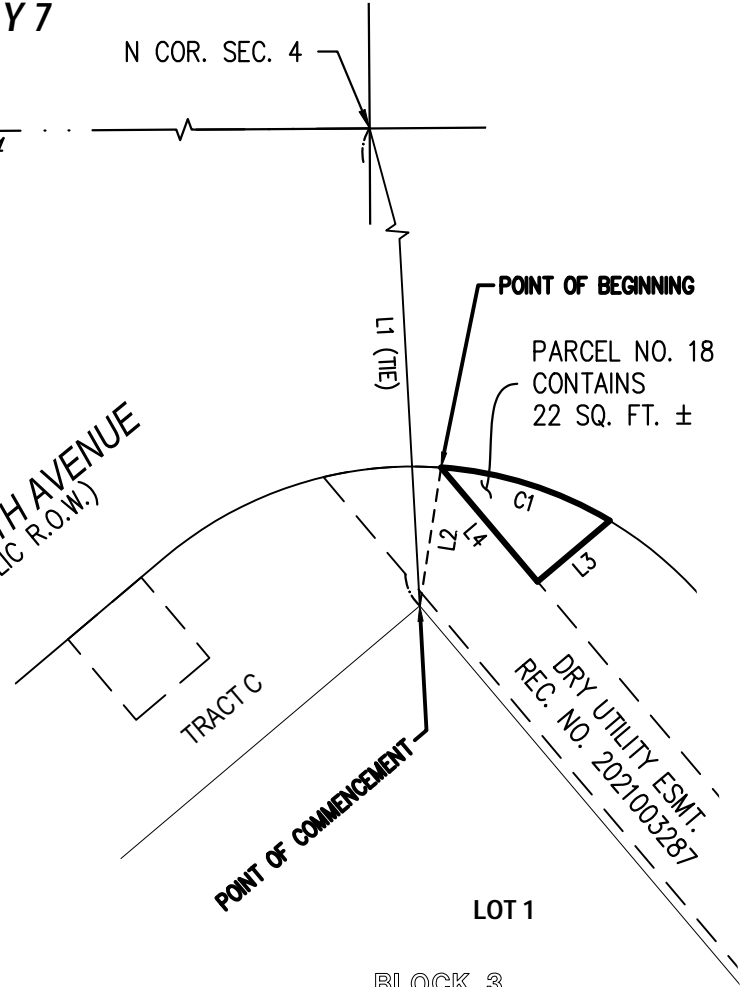 Y 7
N COR. SEC. 4
POINT OF BEGINNING
L1 (TIE)
PARCEL NO. 18
CONTAINS
22 SQ. FT. ±
TH AVENUE
LIC R.O.W.)
C1
L2
L4
L3
TRACT C
DRY UTILITY ESMT.
REC. NO. 2021003287
POINT OF COMMENCEMENT
LOT 1
BLOCK 3